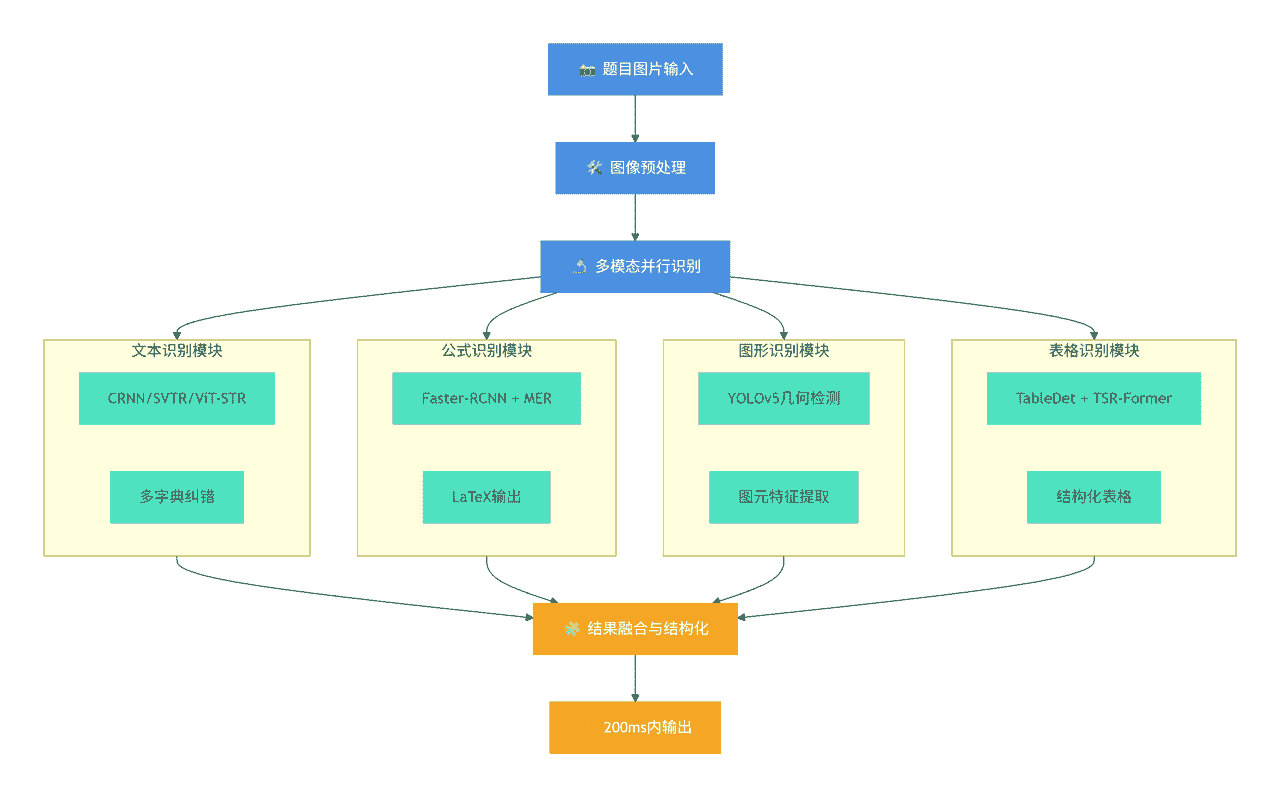 题目图片输入
图像预处理
多模态并行识别
文本识别模块
CRNN/SVTR/ViT-STR
多字典纠错
公式识别模块
Faster-RCNN + MER
LaTeX输出
图形识别模块
YOLOv5几何检测
图元特征提取
表格识别模块
TableDet + TSR-Former
结构化表格
结果融合与结构化
200ms内输出